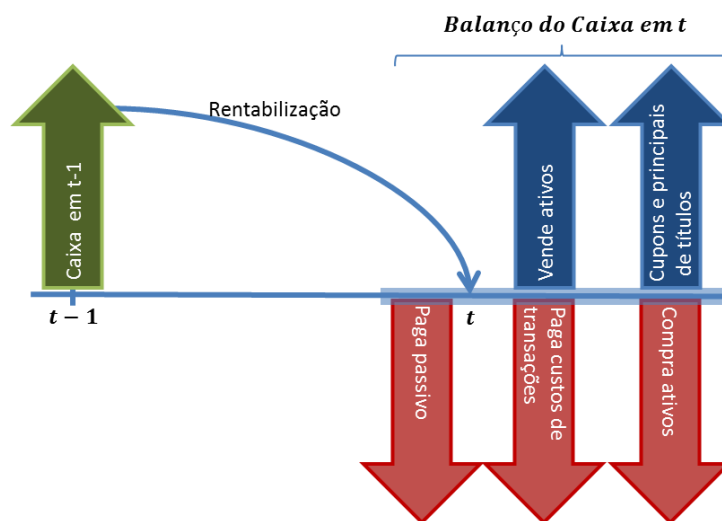 Balanço do Caixa em t
Rentabilização
Caixa em t-1
Vende ativos
Cupons e principais
de títulos
t − 1
t
Paga passivo
Paga custos de
transações
Compra ativos